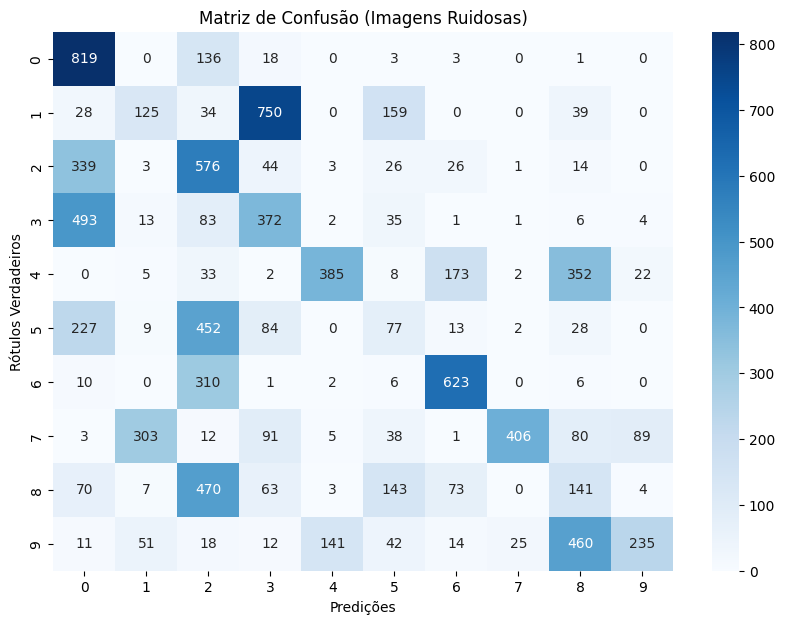 Matriz de Confusão (Imagens Ruidosas)
0 819 0 136 18 0 3 3 0 1 0
1 28 125 34 750 0 159 0 0 39 0
2 339 3 576 44 3 26 26 1 14 0
3 493 13 83 372 2 35 1 1 6 4
4 0 5 33 2 385 8 173 2 352 22
5 227 9 452 84 0 77 13 2 28 0
6 10 0 310 1 2 6 623 0 6 0
7 3 303 12 91 5 38 1 406 80 89
8 70 7 470 63 3 143 73 0 141 4
9 11 51 18 12 141 42 14 25 460 235
0 1 2 3 4 5 6 7 8 9
Predições
Rótulos Verdadeiros
800
700
600
500
400
300
200
100
0